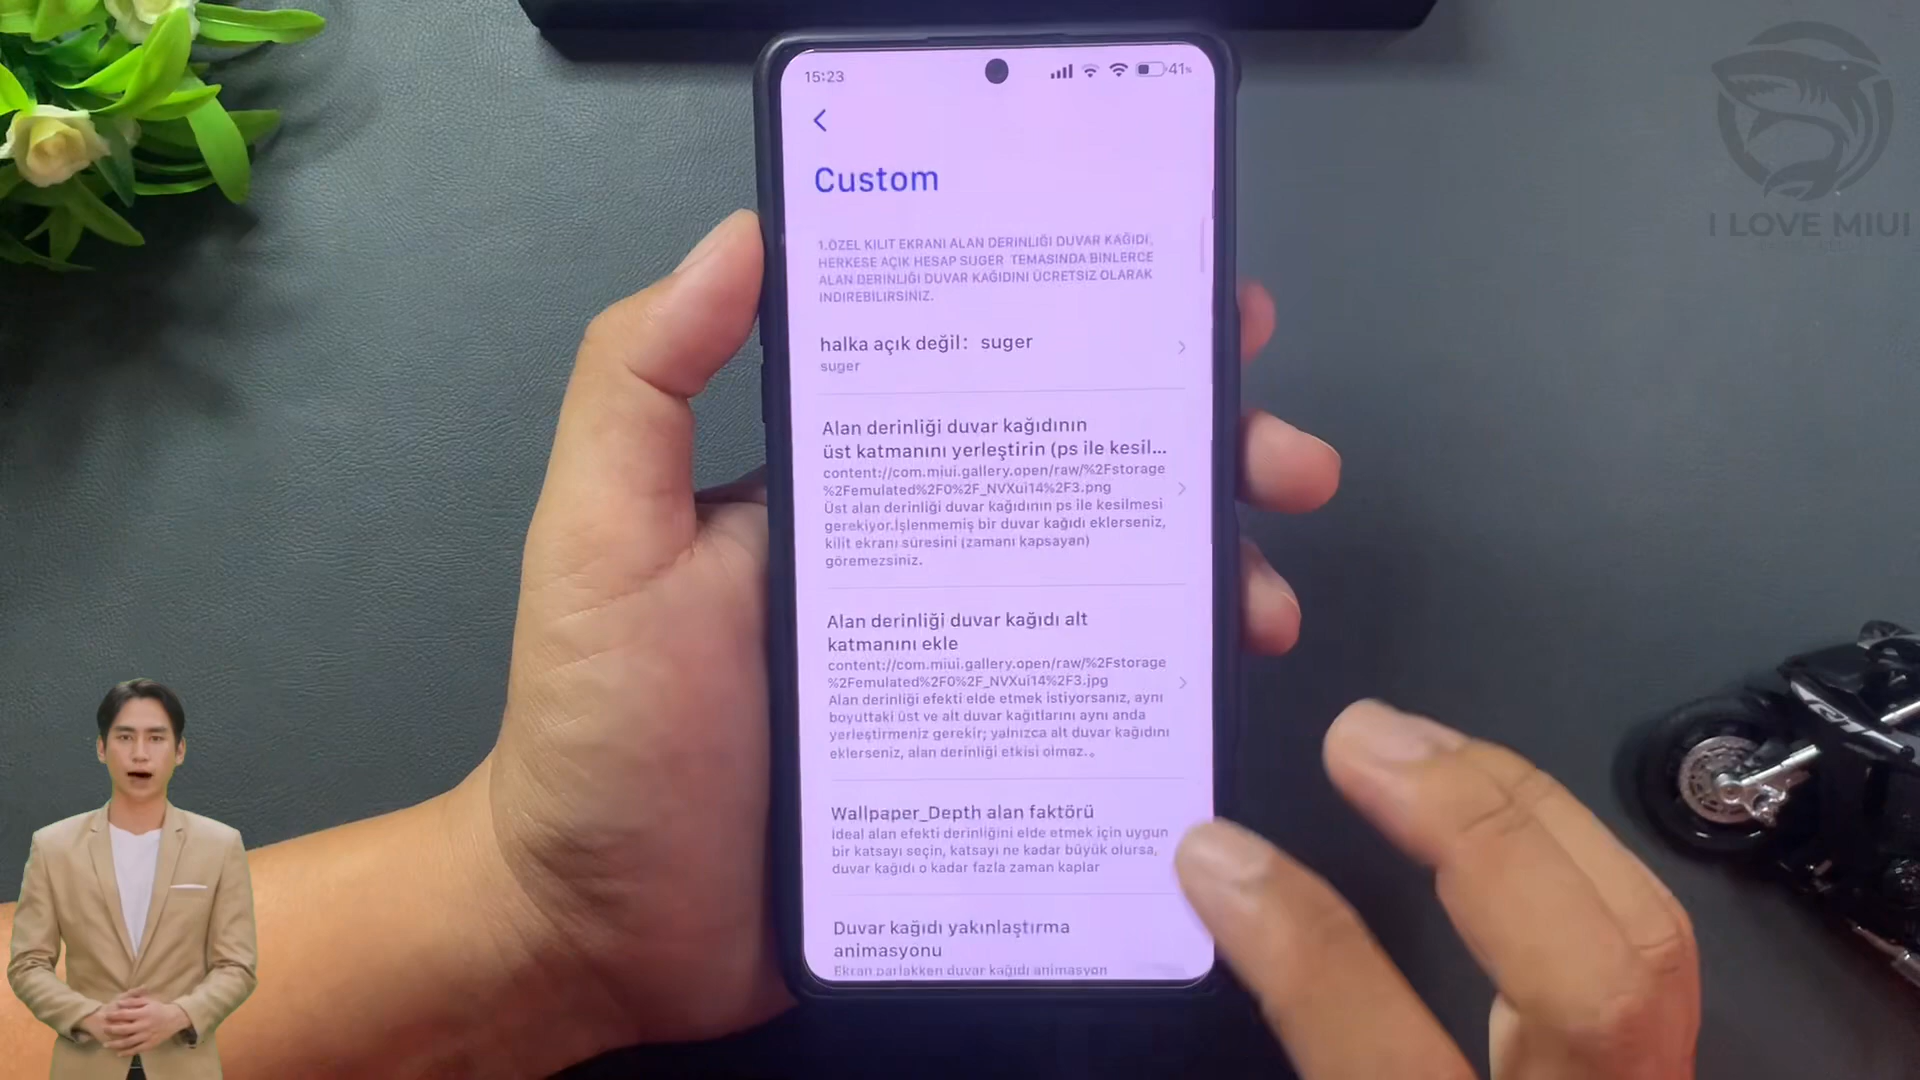 15:23
41%
Custom
1.ÖZEL KILIT EKRANI ALAN DERINLIĞI DUVAR KAĞIDI,
HERKESE AÇIK HESAP SUGER TEMASINDA BINLERCE
ALAN DERINLIĞI DUVAR KAĞIDINI ÜCRETSIZ OLARAK
INDIREBILIRSINIZ.
halka açık değil: suger
suger
Alan derinliği duvar kağıdının
üst katmanını yerleştirin (ps ile kesil...
content://com.miui.gallery.open/raw/%2Fstorage
%2Femulated%2F0%2F_NVXui14%2F3.png
Üst alan derinliği duvar kağıdının ps ile kesilmesi
gerekiyor.İşlenmemiş bir duvar kağıdı eklerseniz,
kilit ekranı süresini (zamanı kapsayan)
göremezsiniz.
Alan derinliği duvar kağıdı alt
katmanını ekle
content://com.miui.gallery.open/raw/%2Fstorage
%2Femulated%2F0%2F_NVXui14%2F3.jpg
Alan derinliği efekti elde etmek istiyorsanız, aynı
boyuttaki üst ve alt duvar kağıtlarını aynı anda
yerleştirmeniz gerekir; yalnızca alt duvar kağıdını
eklerseniz, alan derinliği etkisi olmaz.。
Wallpaper_Depth alan faktörü
İdeal alan efekti derinliğini elde etmek için uygun
bir katsayı seçin, katsayı ne kadar büyük olursa,
duvar kağıdı o kadar fazla zaman kaplar
Duvar kağıdı yakınlaştırma
animasyonu
Ekran parlakken duvar kağıdı animasyon
I LOVE MIUI
R1